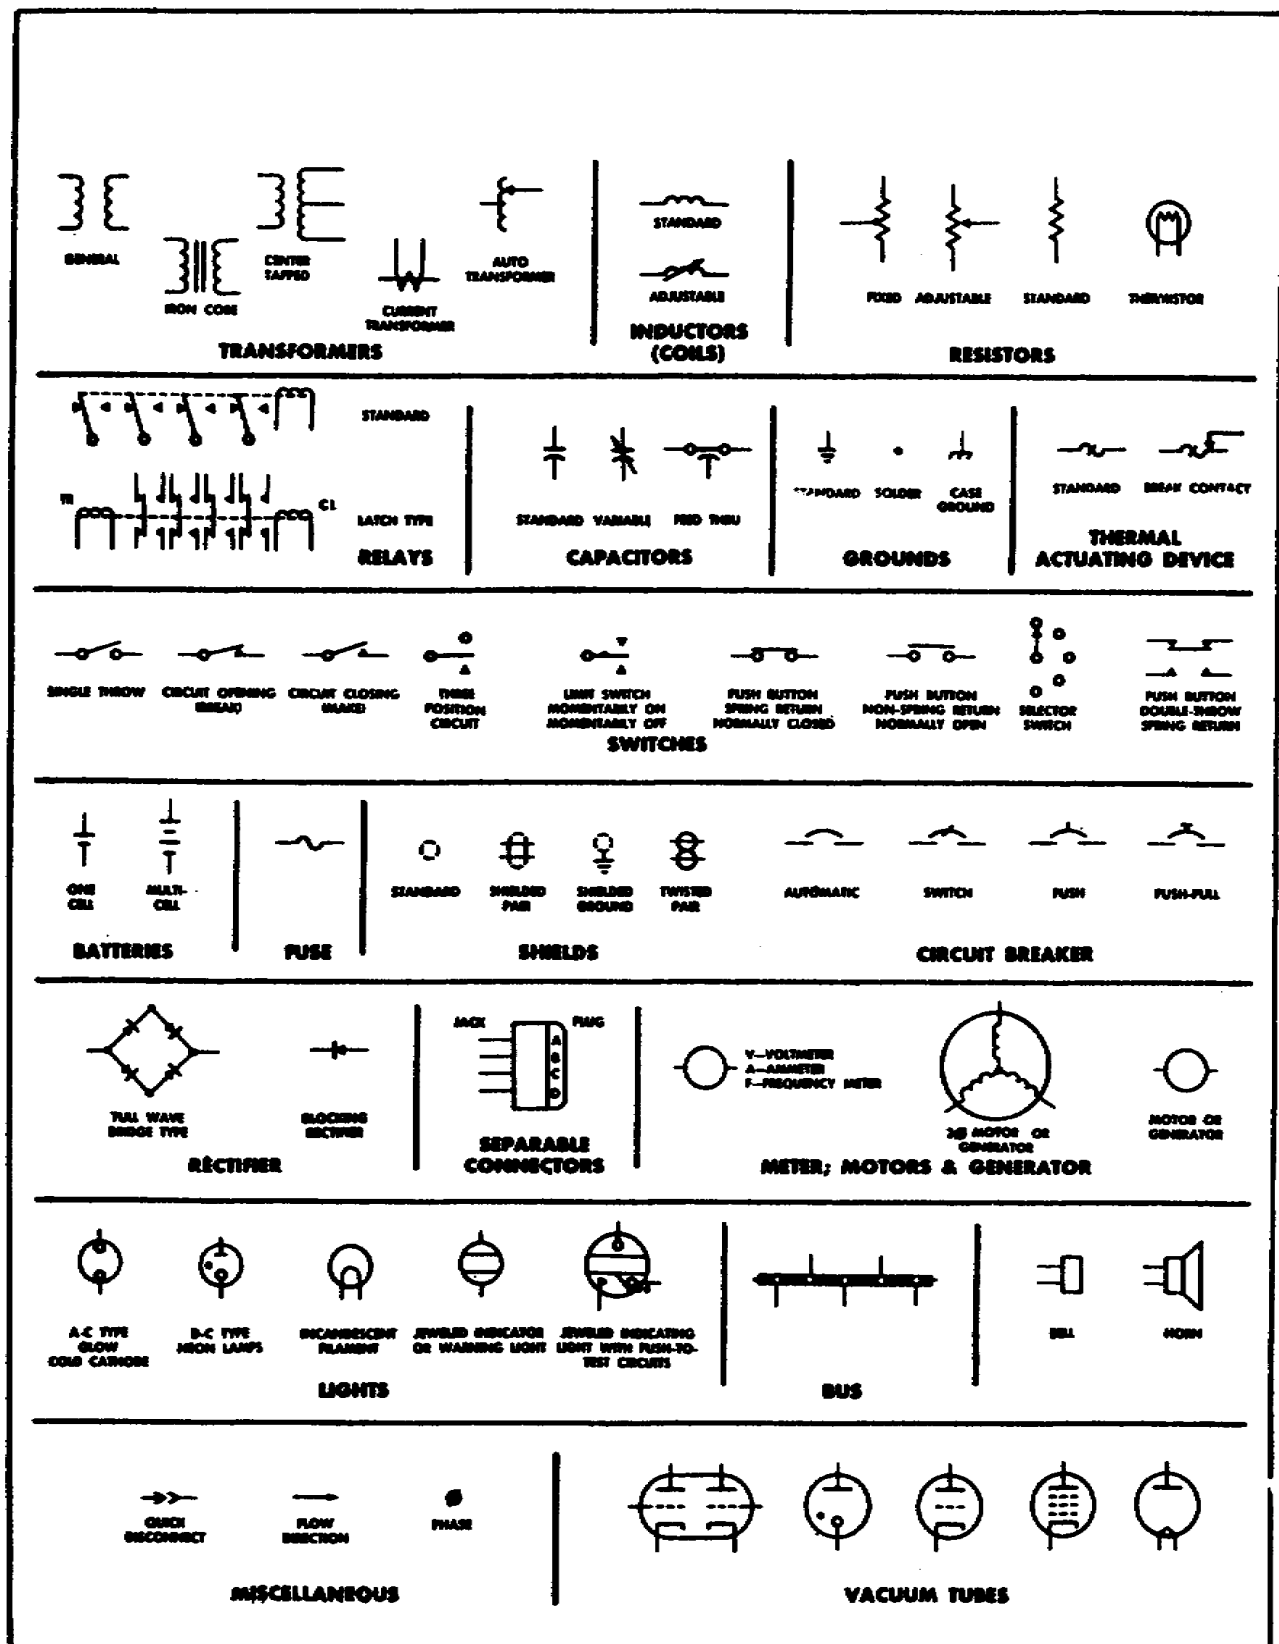 GENERAL
IRON CORE
CENTER
TAPPED
CURRENT
TRANSFORMER
AUTO
TRANSFORMER
TRANSFORMERS
STANDARD
ADJUSTABLE
INDUCTORS
(COILS)
FIXED ADJUSTABLE STANDARD THERMISTOR
RESISTORS
STANDARD
TR
CL
LATCH TYPE
RELAYS
STANDARD VARIABLE FEED THRU
CAPACITORS
STANDARD SOLDER CASE
GROUND
GROUNDS
STANDARD BREAK CONTACT
THERMAL
ACTUATING DEVICE
SINGLE THROW
CIRCUIT OPENING
(BREAK)
CIRCUIT CLOSING
(MAKE)
THREE
POSITION
CIRCUIT
LIMIT SWITCH
MOMENTARILY ON
MOMENTARILY OFF
PUSH BUTTON
SPRING RETURN
NORMALLY CLOSED
PUSH BUTTON
NON-SPRING RETURN
NORMALLY OPEN
SELECTOR
SWITCH
PUSH BUTTON
DOUBLE-THROW
SPRING RETURN
SWITCHES
ONE
CELL
MULTI-
CELL
BATTERIES
FUSE
STANDARD
SHIELDED
PAIR
SHIELDED
GROUND
TWISTED
PAIR
SHIELDS
AUTOMATIC
SWITCH
PUSH
PUSH-PULL
CIRCUIT BREAKER
FULL WAVE
BRIDGE TYPE
BLOCKING
RECTIFIER
RECTIFIER
JACK PLUG
A
B
C
D
SEPARABLE
CONNECTORS
V—VOLTMETER
A—AMMETER
F—FREQUENCY METER
3Ø MOTOR OR
GENERATOR
MOTOR OR
GENERATOR
METER; MOTORS & GENERATOR
A-C TYPE
GLOW
COLD CATHODE
D-C TYPE
NEON LAMPS
INCANDESCENT
FILAMENT
JEWELED INDICATOR
OR WARNING LIGHT
JEWELED INDICATING
LIGHT WITH PUSH-TO-
TEST CIRCUITS
LIGHTS
BUS
BELL
HORN
QUICK
DISCONNECT
FLOW
DIRECTION
PHASE
MISCELLANEOUS
VACUUM TUBES